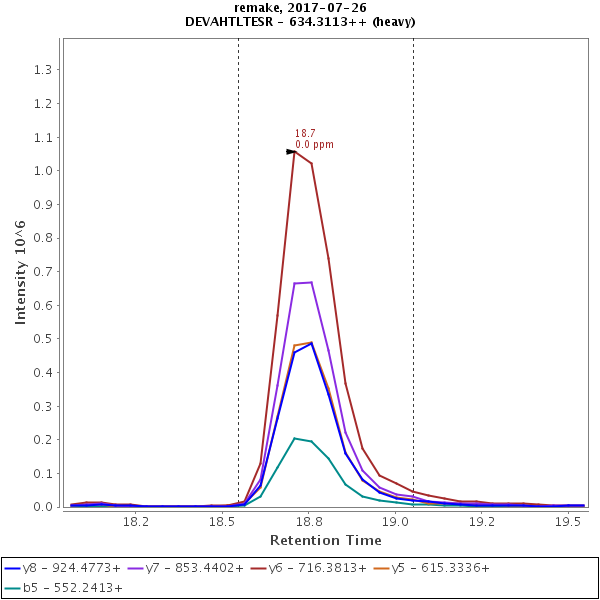 remake, 2017-07-26
DEVAHTLTESR - 634.3113++ (heavy)
1.3
1.2
1.1
1.0
0.9
0.8
0.7
0.6
0.5
0.4
0.3
0.2
0.1
0.0
Intensity 10^6
18.7
0.0 ppm
18.2 18.5 18.8 19.0 19.2 19.5
Retention Time
y8 - 924.4773+ y7 - 853.4402+ y6 - 716.3813+ y5 - 615.3336+
b5 - 552.2413+